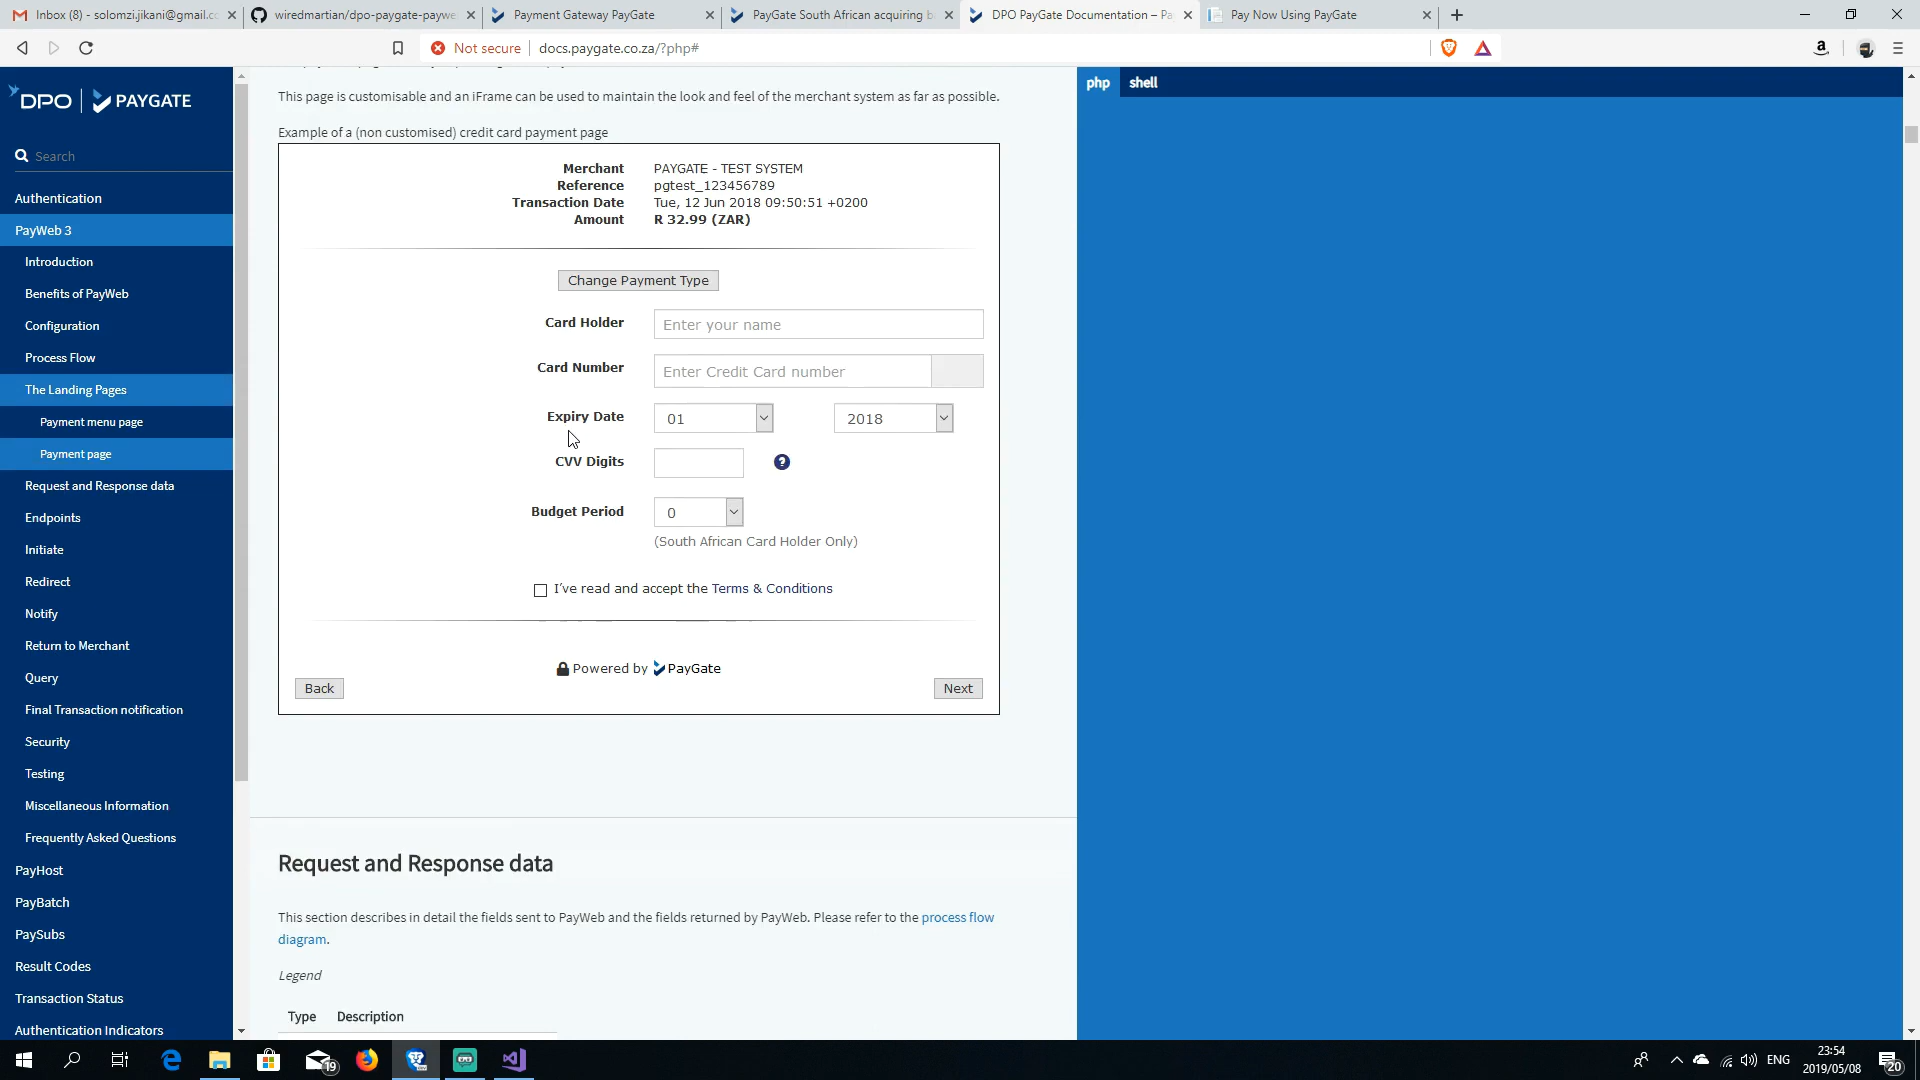 Inbox (8) - solomzi.jikani@gmail.c
wiredmartian/dpo-paygate-paywe
Payment Gateway PayGate
PayGate South African acquiring b
DPO PayGate Documentation – Pa
Pay Now Using PayGate
Not secure
docs.paygate.co.za/?php#
DPO
PAYGATE
Search
Authentication
PayWeb 3
Introduction
Benefits of PayWeb
Configuration
Process Flow
The Landing Pages
Payment menu page
Payment page
Request and Response data
Endpoints
Initiate
Redirect
Notify
Return to Merchant
Query
Final Transaction notification
Security
Testing
Miscellaneous Information
Frequently Asked Questions
PayHost
PayBatch
PaySubs
Result Codes
Transaction Status
Authentication Indicators
This page is customisable and an iFrame can be used to maintain the look and feel of the merchant system as far as possible.
Example of a (non customised) credit card payment page
Merchant PAYGATE - TEST SYSTEM
Reference pgtest_123456789
Transaction Date Tue, 12 Jun 2018 09:50:51 +0200
Amount R 32.99 (ZAR)
Change Payment Type
Card Holder Enter your name
Card Number Enter Credit Card number
Expiry Date 01 2018
CVV Digits ?
Budget Period 0
(South African Card Holder Only)
I've read and accept the Terms & Conditions
Powered by PayGate
Back Next
Request and Response data
This section describes in detail the fields sent to PayWeb and the fields returned by PayWeb. Please refer to the process flow
diagram.
Legend
Type Description
php shell
19
ENG
23:54
2019/05/08
20